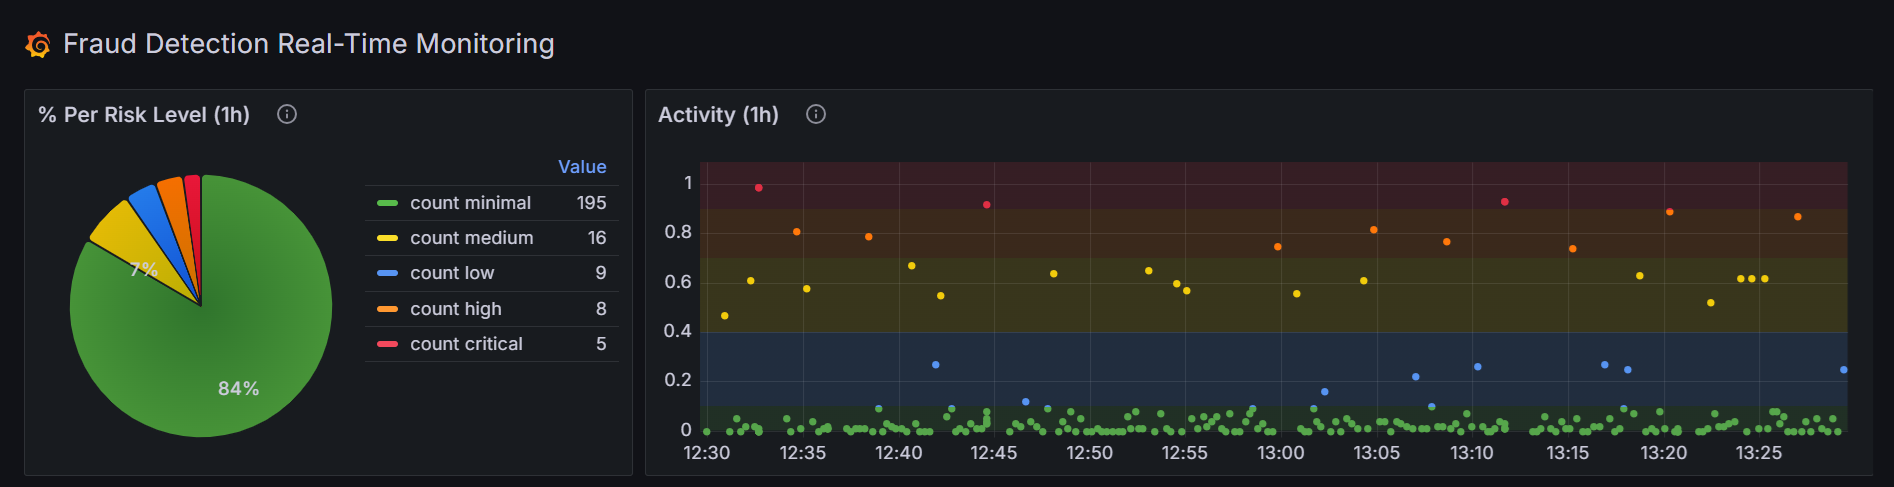 Fraud Detection Real-Time Monitoring
% Per Risk Level (1h)
7%
84%
Value
count minimal 195
count medium 16
count low 9
count high 8
count critical 5
Activity (1h)
1
0.8
0.6
0.4
0.2
0
12:30 12:35 12:40 12:45 12:50 12:55 13:00 13:05 13:10 13:15 13:20 13:25